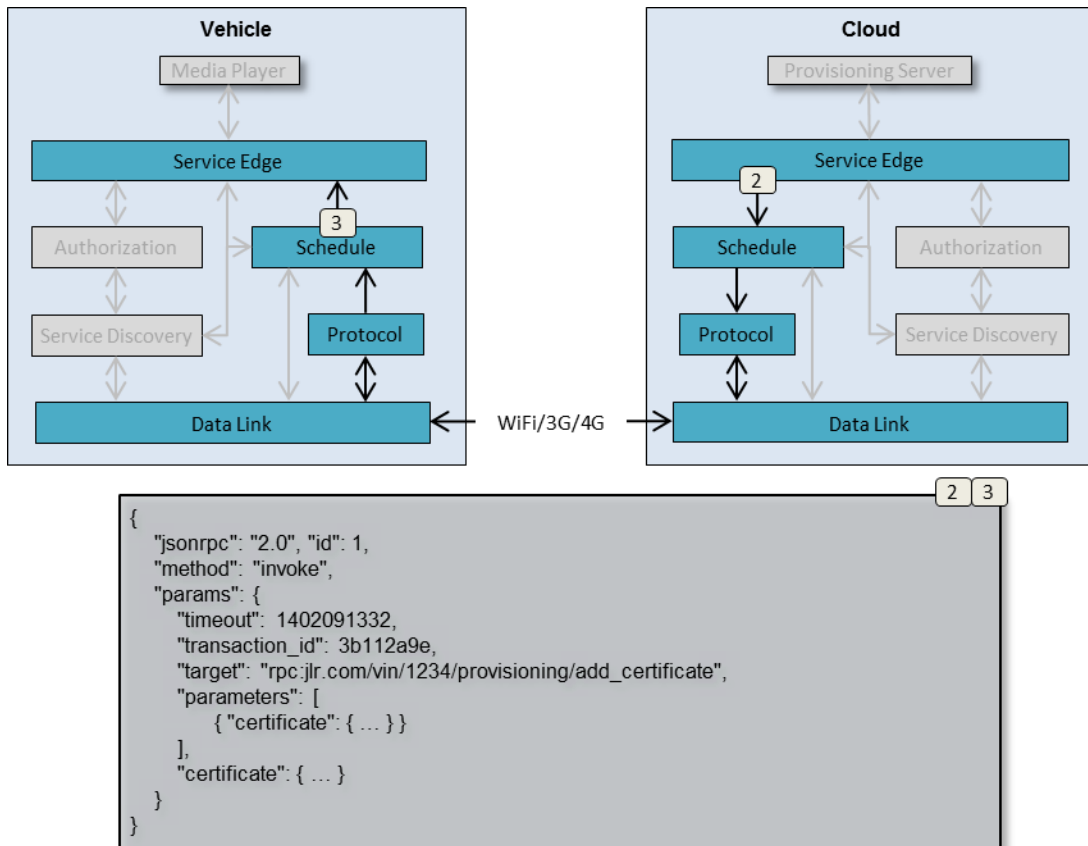 Vehicle
Media Player
Service Edge
3
Authorization
Schedule
Service Discovery
Protocol
Data Link
WiFi/3G/4G
Cloud
Provisioning Server
Service Edge
2
Schedule
Authorization
Protocol
Service Discovery
Data Link
2 3
{
"jsonrpc": "2.0", "id": 1,
"method": "invoke",
"params": {
"timeout": 1402091332,
"transaction_id": 3b112a9e,
"target": "rpc:jlr.com/vin/1234/provisioning/add_certificate",
"parameters": [
{ "certificate": { … } }
],
"certificate": { … }
}
}